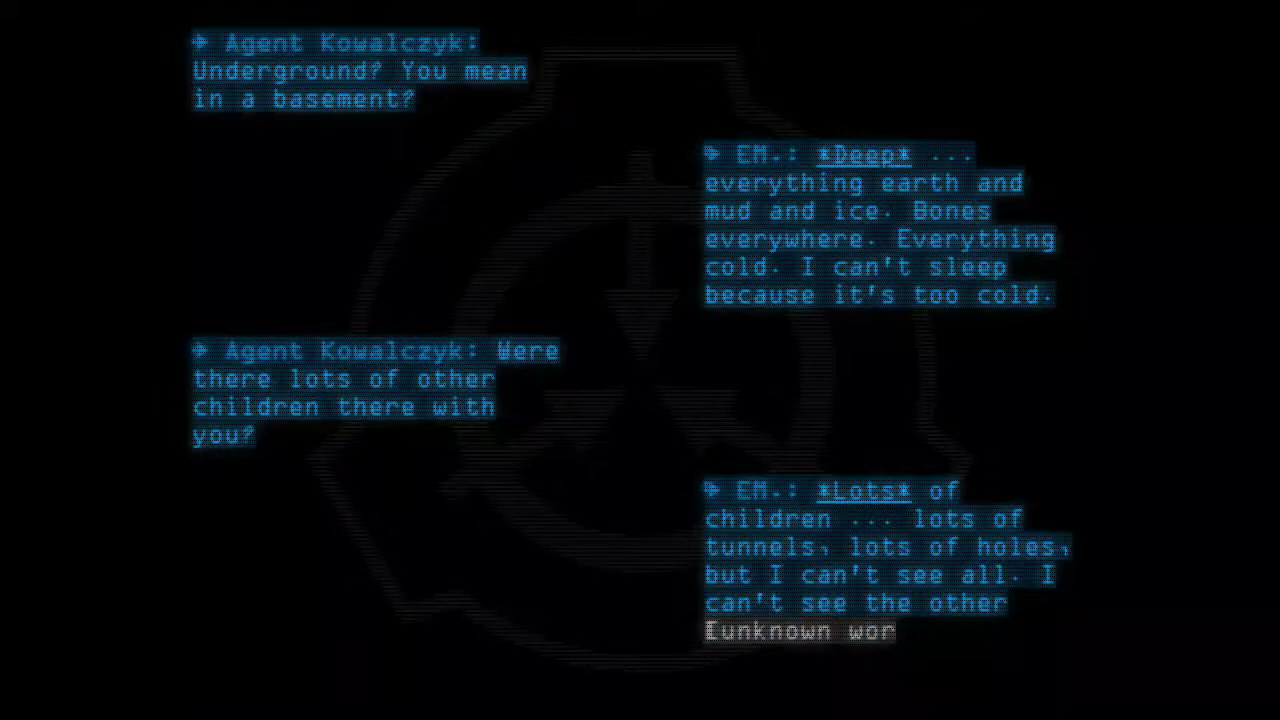 → Agent Kowalczyk:
Underground? You mean
in a basement?
→ EM.: *Deep* ...
everything earth and
mud and ice. Bones
everywhere. Everything
cold. I can't sleep
because it's too cold.
→ Agent Kowalczyk: Were
there lots of other
children there with
you?
→ EM.: *Lots* of
children ... lots of
tunnels, lots of holes,
but I can't see all. I
can't see the other
[unknown wor